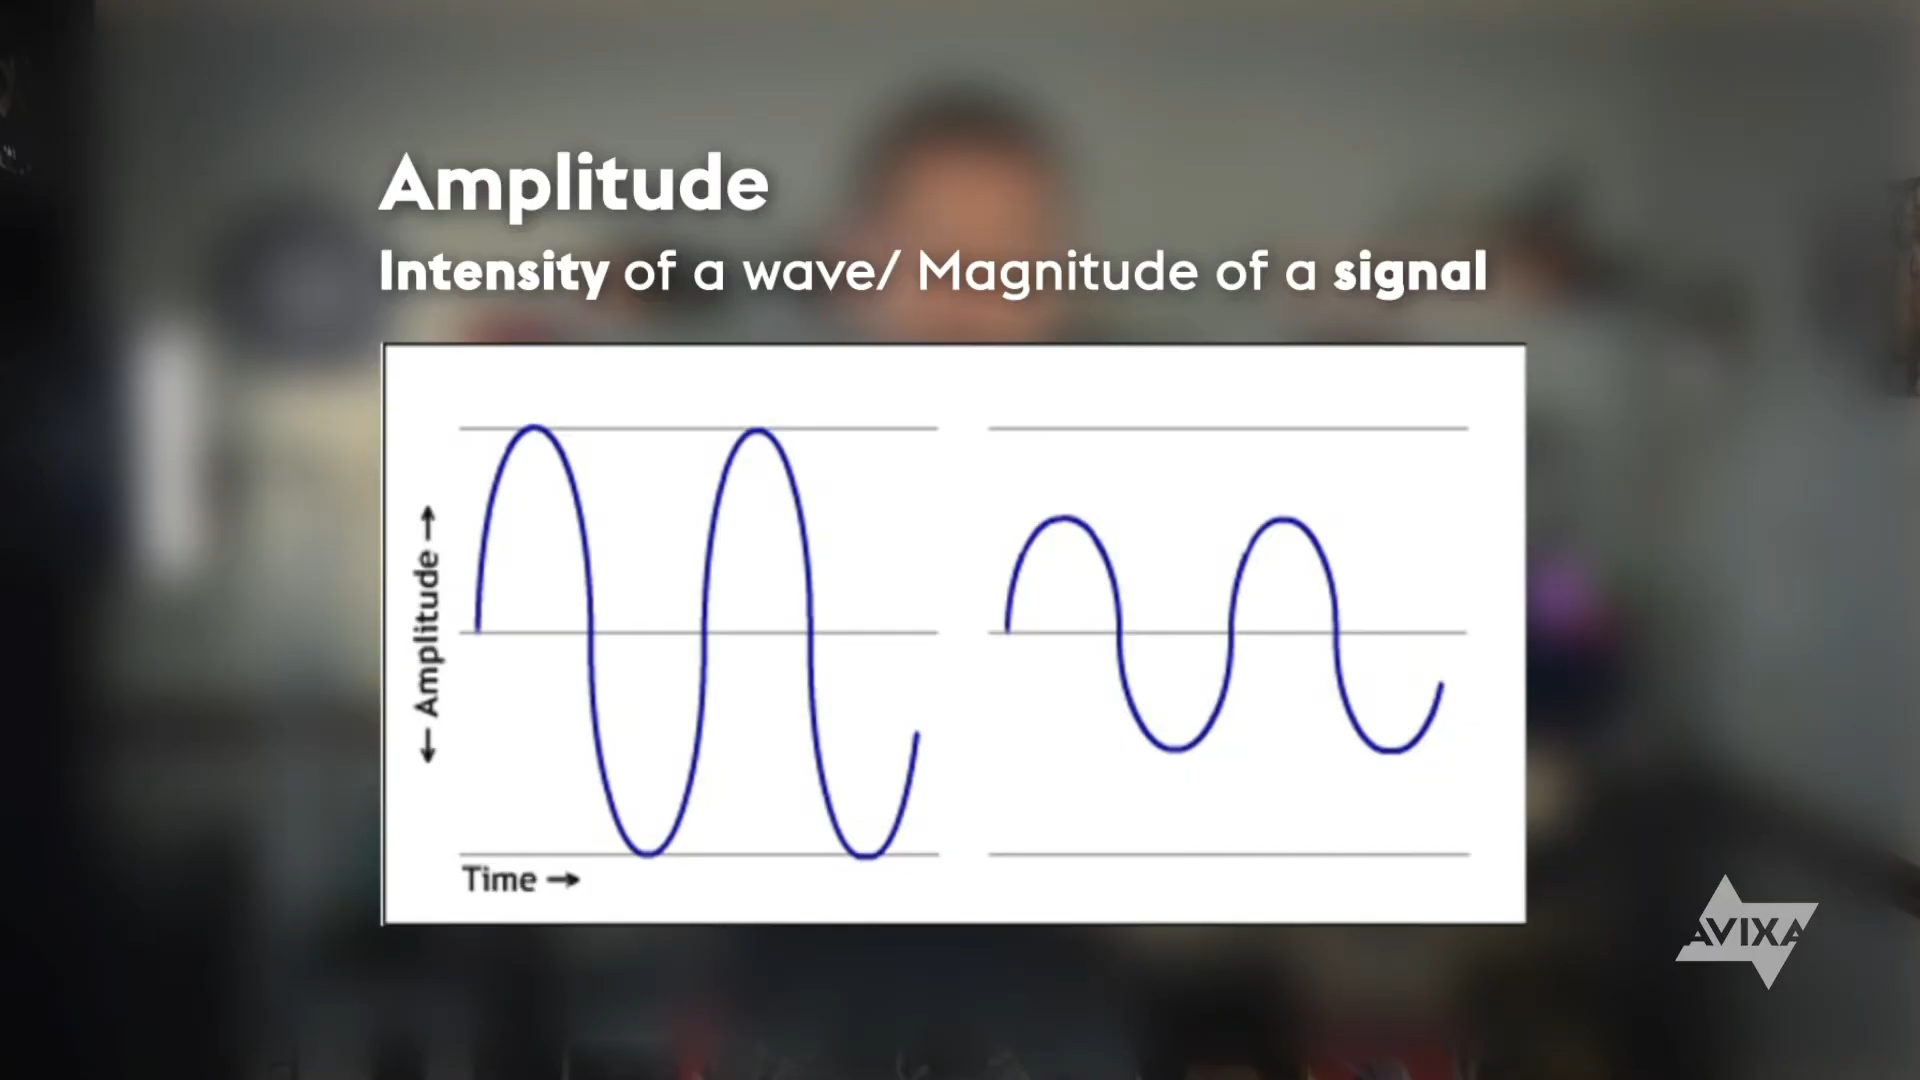 Amplitude
Intensity of a wave/ Magnitude of a signal
← Amplitude →
Time →
AVIXA